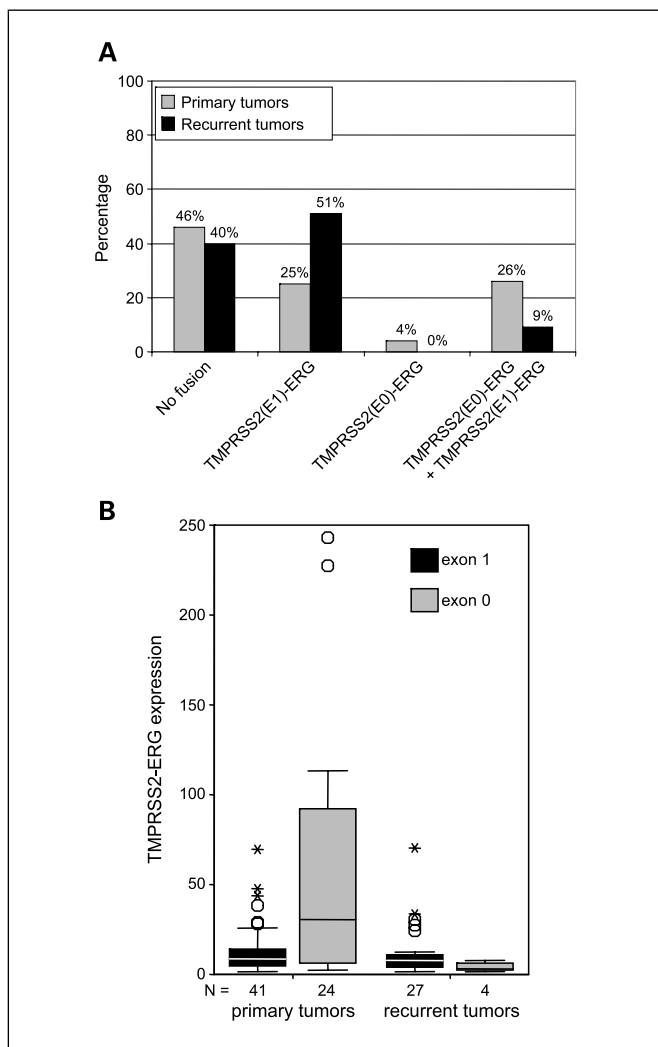 A
100
80
60
40
20
0
Percentage
Primary tumors
Recurrent tumors
46%
40%
25%
51%
4%
0%
26%
9%
No fusion
TMPRSS2(E1)-ERG
TMPRSS2(E0)-ERG
TMPRSS2(E0)-ERG
+ TMPRSS2(E1)-ERG
B
250
200
150
100
50
0
TMPRSS2-ERG expression
exon 1
exon 0
N = 41 24 27 4
primary tumors recurrent tumors